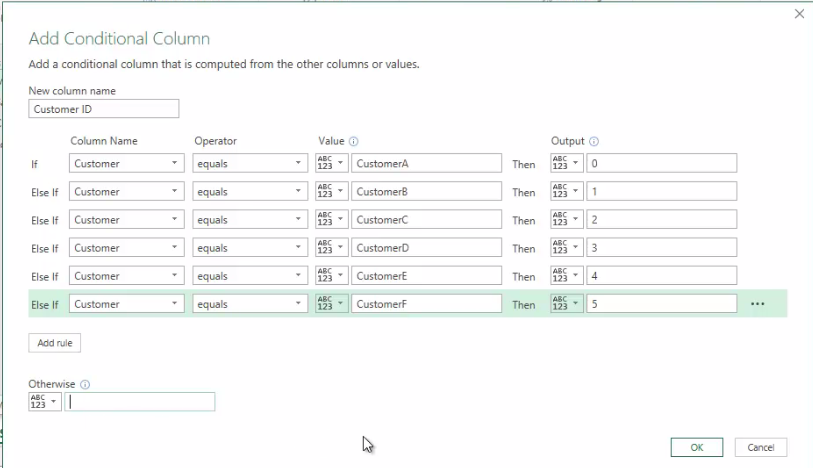 Add Conditional Column
Add a conditional column that is computed from the other columns or values.
New column name
Customer ID
Column Name Operator Value Output
If Customer equals ABC 123 CustomerA Then ABC 123 0
Else If Customer equals ABC 123 CustomerB Then ABC 123 1
Else If Customer equals ABC 123 CustomerC Then ABC 123 2
Else If Customer equals ABC 123 CustomerD Then ABC 123 3
Else If Customer equals ABC 123 CustomerE Then ABC 123 4
Else If Customer equals ABC 123 CustomerF Then ABC 123 5
Add rule
Otherwise
ABC 123
OK Cancel